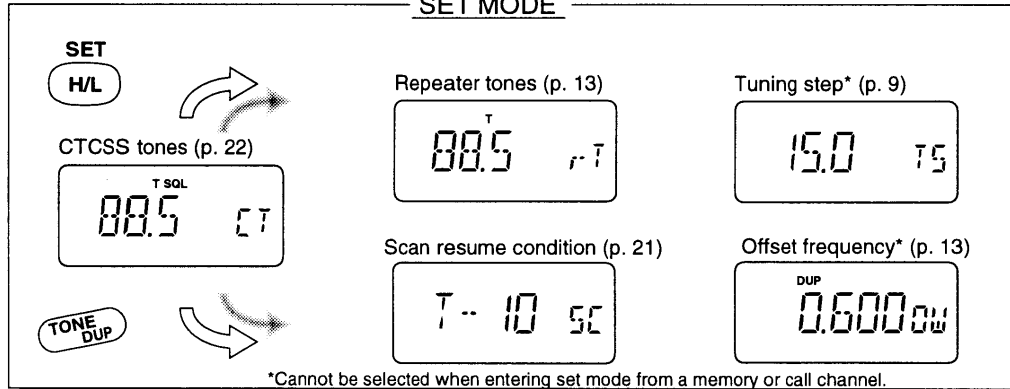 SET MODE
SET
H/L
Repeater tones (p. 13)
Tuning step* (p. 9)
T
88.5 rT
15.0 TS
CTCSS tones (p. 22)
T SQL
88.5 CT
Scan resume condition (p. 21)
Offset frequency* (p. 13)
T-- 10 SC
DUP
0.600 OW
TONE
DUP
*Cannot be selected when entering set mode from a memory or call channel.